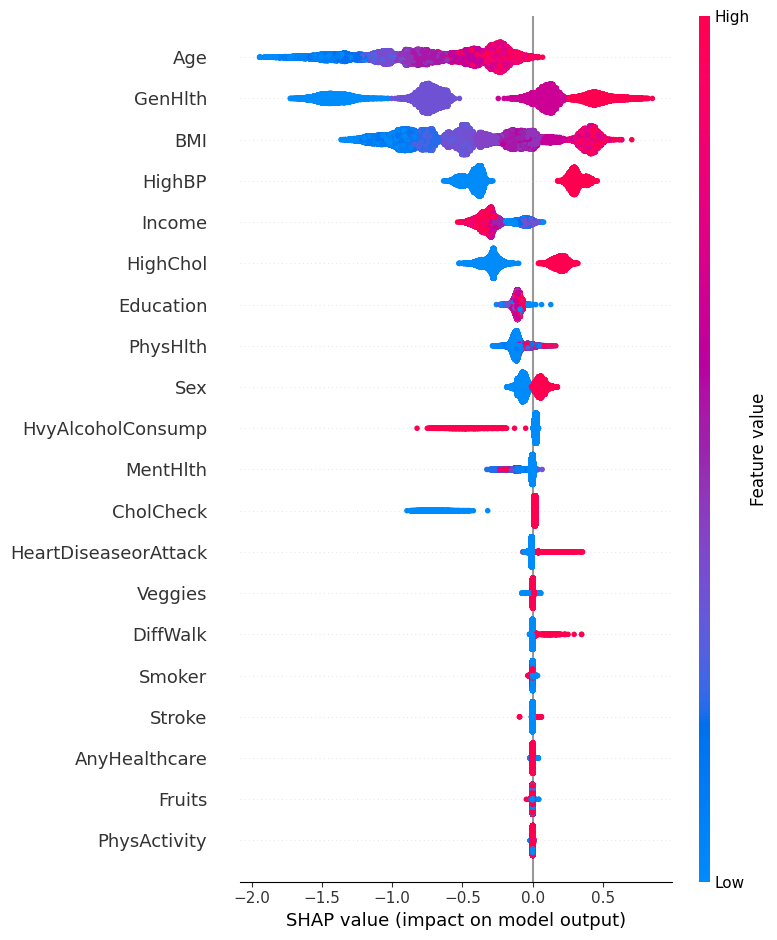 High
Age
GenHlth
BMI
HighBP
Income
HighChol
Education
PhysHlth
Sex
HvyAlcoholConsump
MentHlth
CholCheck
HeartDiseaseorAttack
Veggies
DiffWalk
Smoker
Stroke
AnyHealthcare
Fruits
PhysActivity
Feature value
Low
−2.0 −1.5 −1.0 −0.5 0.0 0.5
SHAP value (impact on model output)